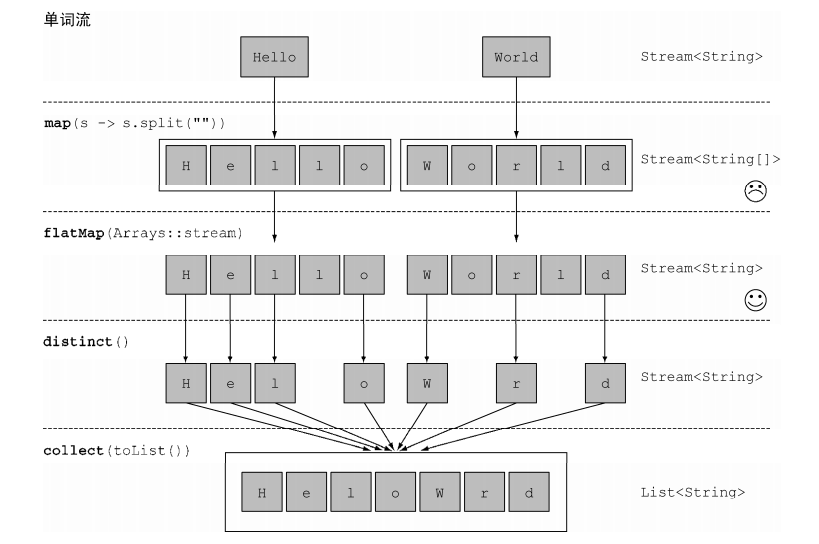 单词流
Hello World Stream<String>
map(s -> s.split(""))
H e l l o W o r l d Stream<String[]>
flatMap(Arrays::stream)
H e l l o W o r l d Stream<String>
distinct()
H e l o W r d Stream<String>
collect(toList())
H e l o W r d List<String>